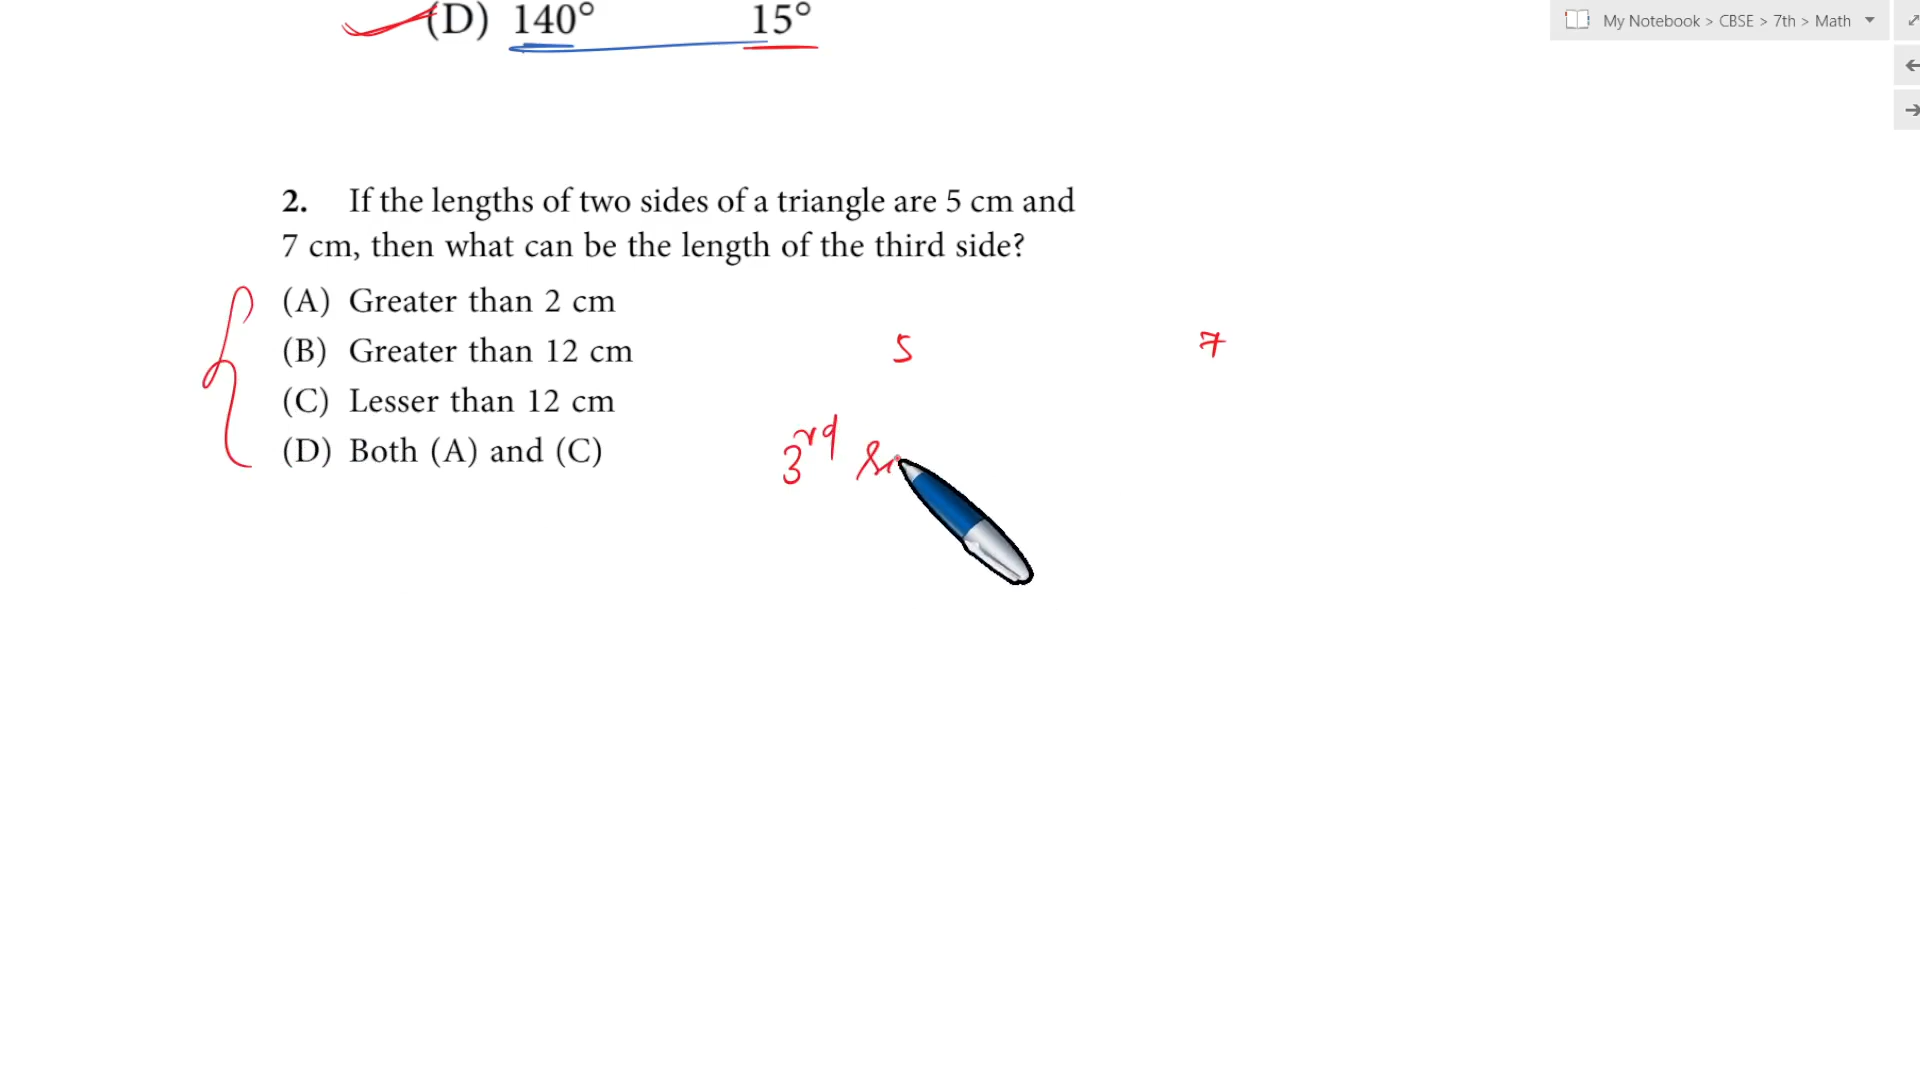 (D) 140° 15°
My Notebook > CBSE > 7th > Math
2. If the lengths of two sides of a triangle are 5 cm and
7 cm, then what can be the length of the third side?
(A) Greater than 2 cm
(B) Greater than 12 cm
(C) Lesser than 12 cm
(D) Both (A) and (C)
5 7
3rd si